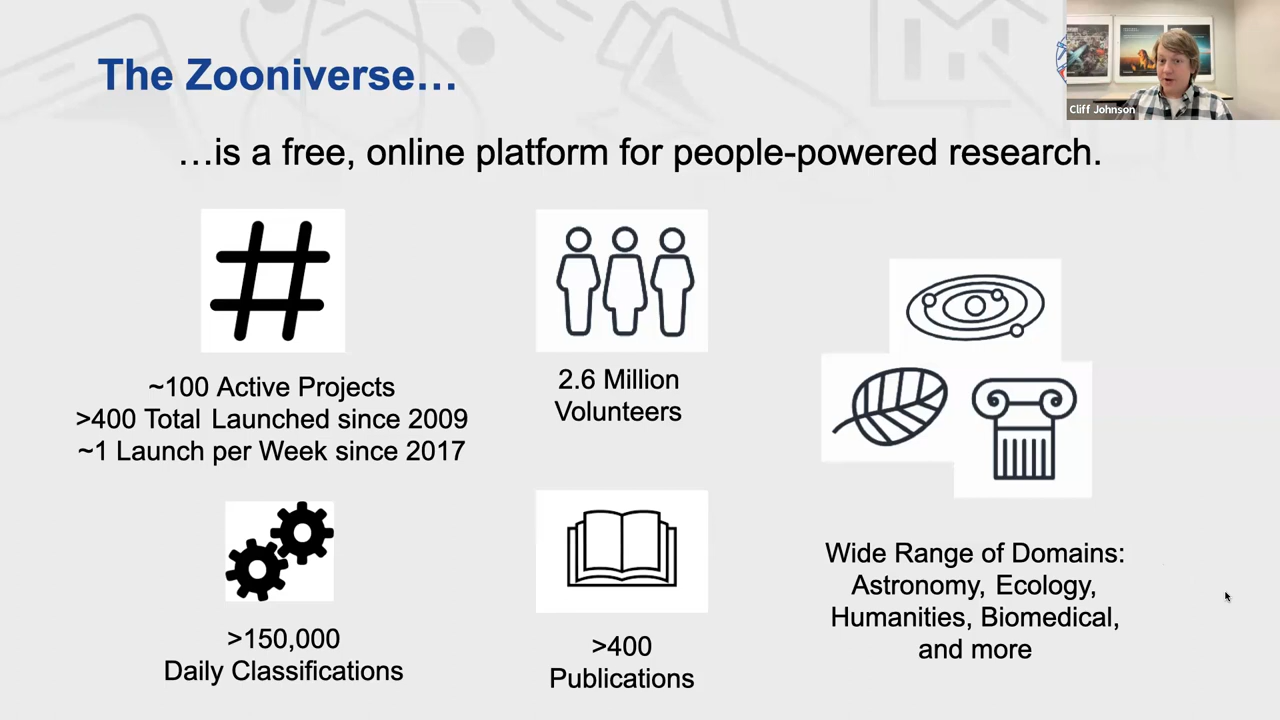 The Zooniverse…
Cliff Johnson
…is a free, online platform for people-powered research.
~100 Active Projects
>400 Total Launched since 2009
~1 Launch per Week since 2017
2.6 Million
Volunteers
>150,000
Daily Classifications
>400
Publications
Wide Range of Domains:
Astronomy, Ecology,
Humanities, Biomedical,
and more